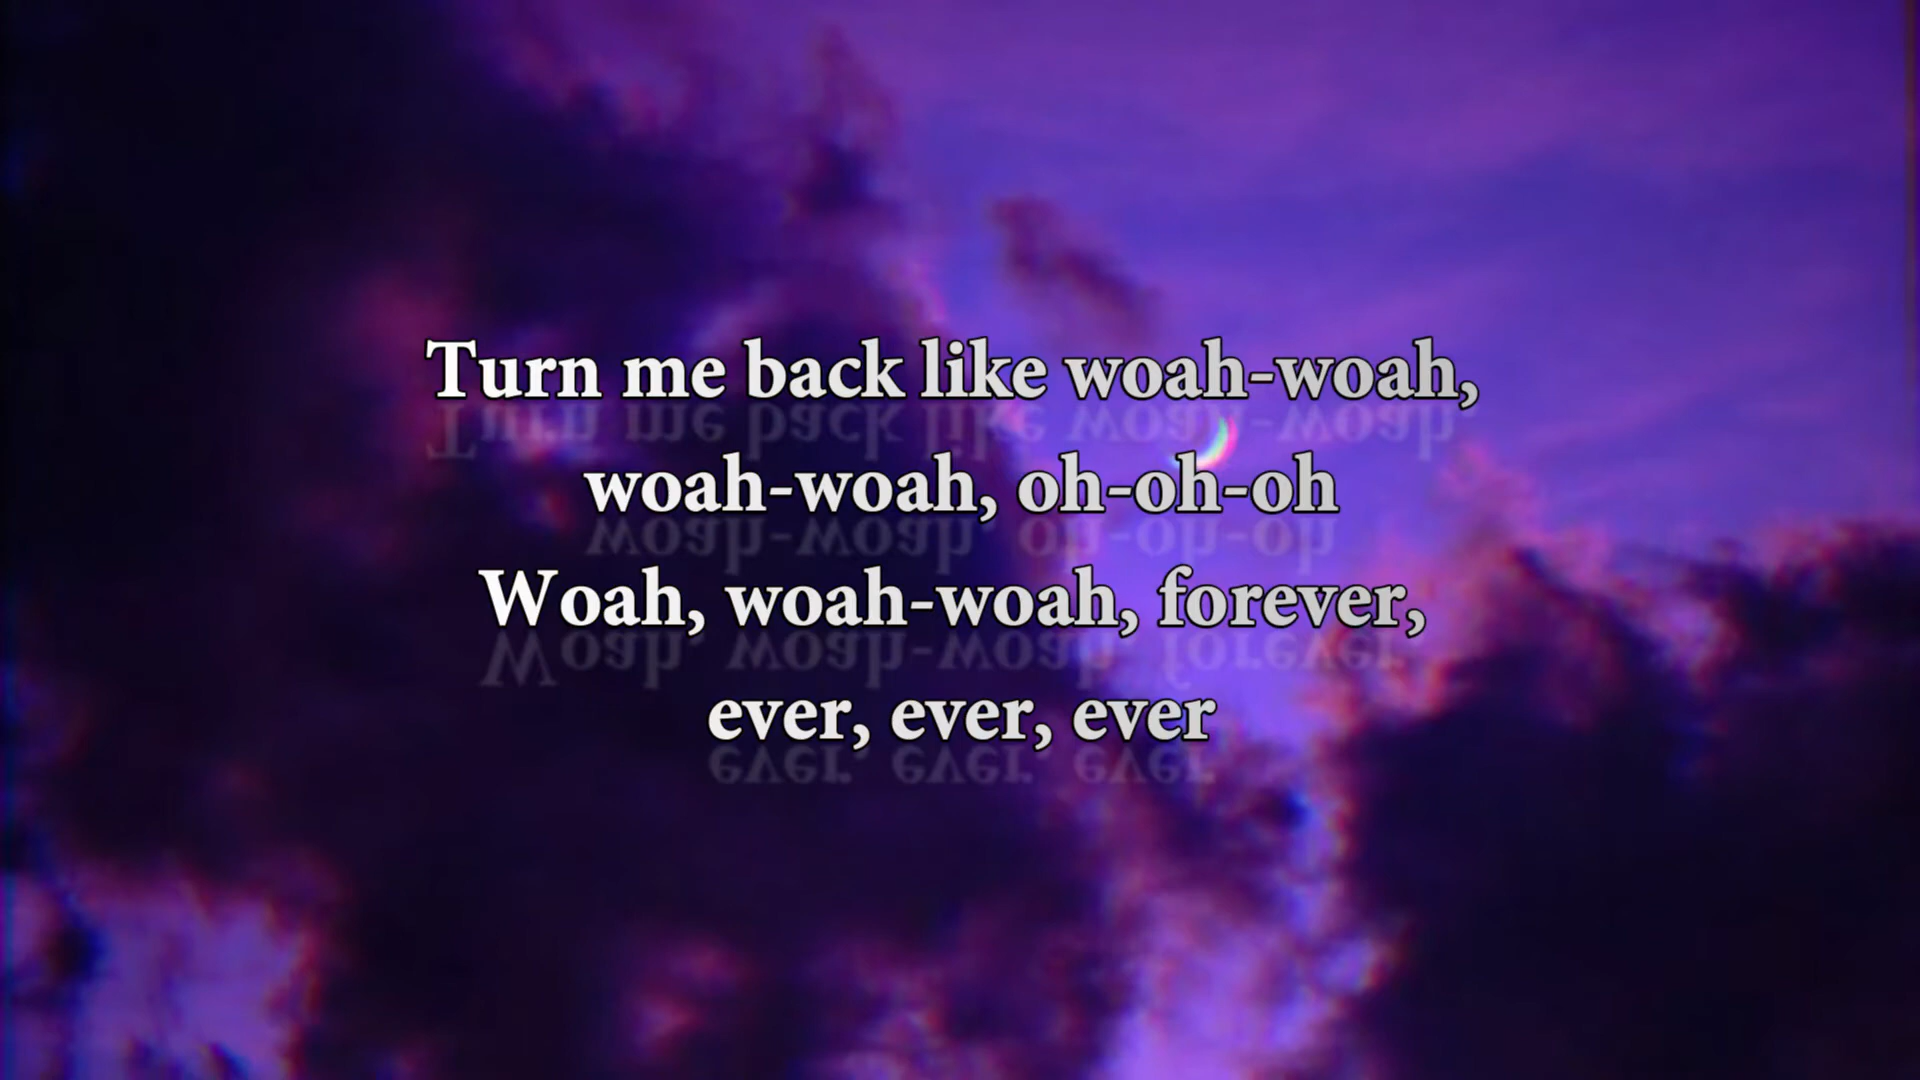 Turn me back like woah-woah,
woah-woah, oh-oh-oh
Woah, woah-woah, forever,
ever, ever, ever